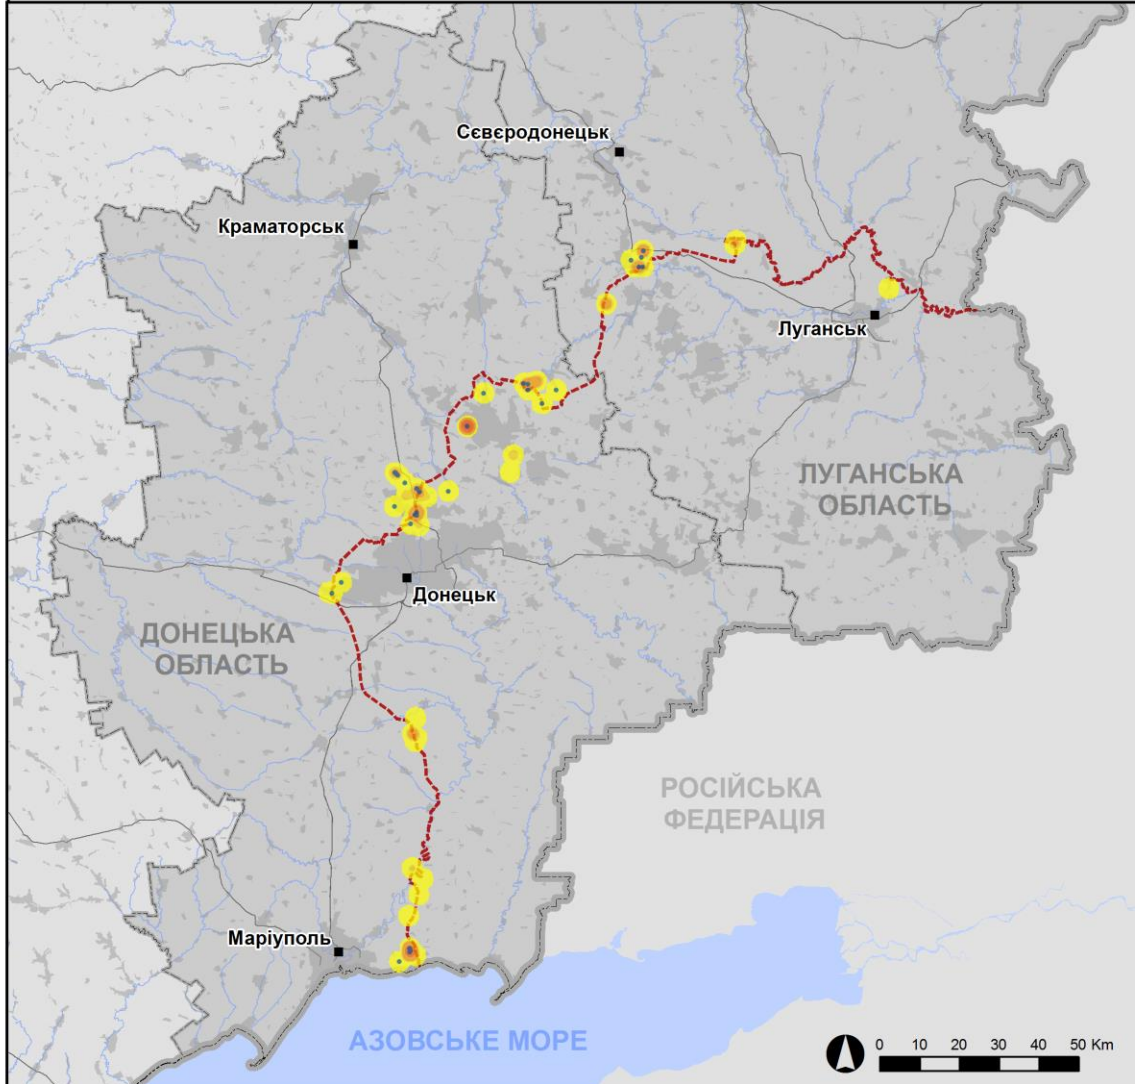 Сєвєродонецьк
Краматорськ
Луганськ
ЛУГАНСЬКА
ОБЛАСТЬ
Донецьк
ДОНЕЦЬКА
ОБЛАСТЬ
РОСІЙСЬКА
ФЕДЕРАЦІЯ
Маріуполь
АЗОВСЬКЕ МОРЕ
0 10 20 30 40 50 Km